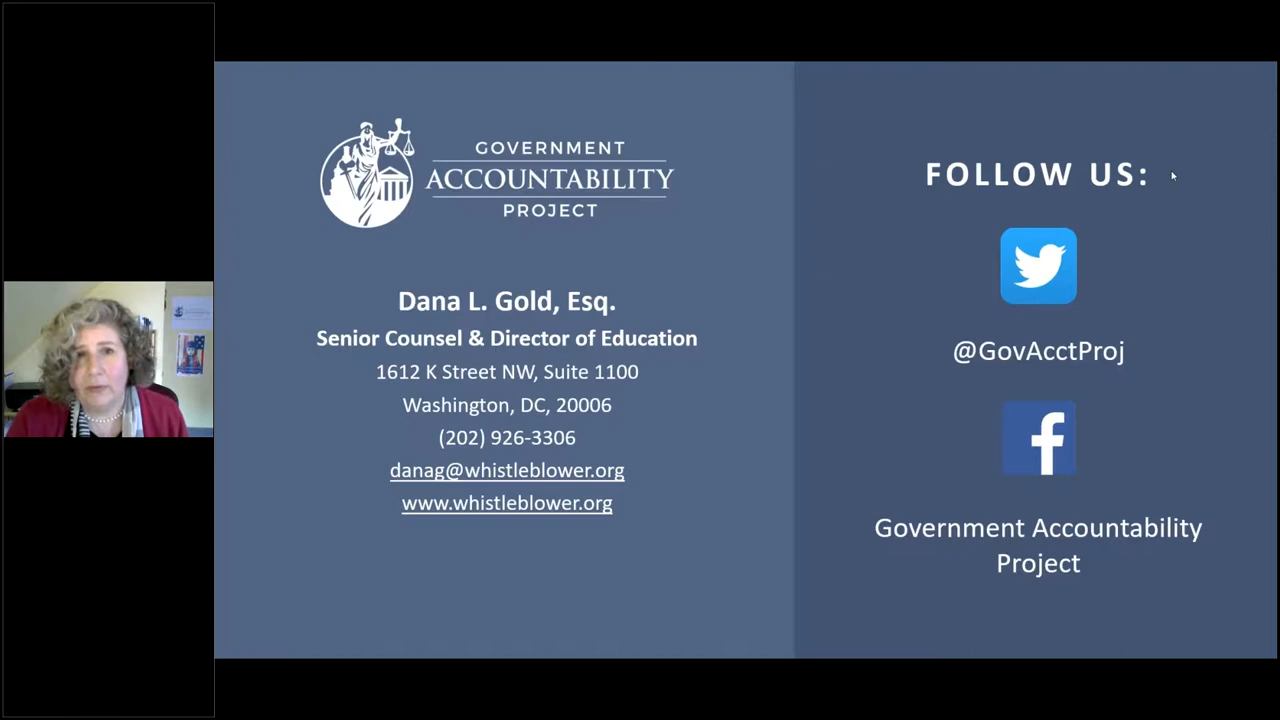 GOVERNMENT
ACCOUNTABILITY
PROJECT
Dana L. Gold, Esq.
Senior Counsel & Director of Education
1612 K Street NW, Suite 1100
Washington, DC, 20006
(202) 926-3306
danag@whistleblower.org
www.whistleblower.org
FOLLOW US:
@GovAcctProj
Government Accountability
Project